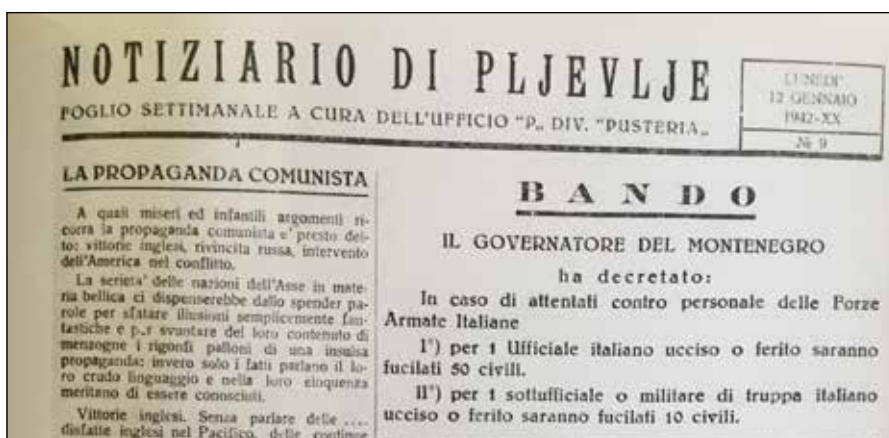 NOTIZIARIO DI PLJEVLJE
FOGLIO SETTIMANALE A CURA DELL'UFFICIO "P„ DIV. "PUSTERIA„
LUNEDI'
12 GENNAIO
1942-XX
№ 9
LA PROPAGANDA COMUNISTA
A quali miseri ed infantili argomenti ri-
corra la propaganda comunista e' presto det-
to: vittorie inglesi, rivincita russa, intervento
dell'America nel conflitto.
La serieta' delle nazioni dell'Asse in mate-
ria bellica ci dispenserebbe dallo spender pa-
role per sfatare illusioni semplicemente fan-
tastiche e p.r svuntare del loro contenuto di
menzogne i rigonfi palloni di una insulsa
propaganda: invero solo i fatti parlano il lo-
ro crudo linguaggio e nella loro eloquenza
meritano di essere conosciuti.
Vittorie inglesi. Senza parlare delle ....
disfatte inglesi nel Pacifico, delle continue
BANDO
IL GOVERNATORE DEL MONTENEGRO
ha decretato:
In caso di attentati contro personale delle Forze
Armate Italiane
I°) per 1 Ufficiale italiano ucciso o ferito saranno
fucilati 50 civili.
II°) per 1 sottufficiale o militare di truppa italiano
ucciso o ferito saranno fucilati 10 civili.